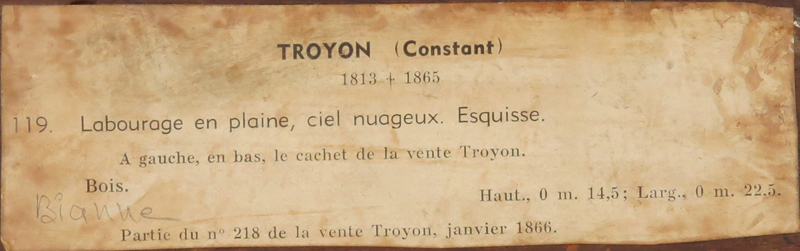 TROYON (Constant)
1813 + 1865
119. Labourage en plaine, ciel nuageux. Esquisse.
A gauche, en bas, le cachet de la vente Troyon.
Bois.
Haut., 0 m. 14,5; Larg., 0 m. 22,5.
Bianne
Partie du nº 218 de la vente Troyon, janvier 1866.